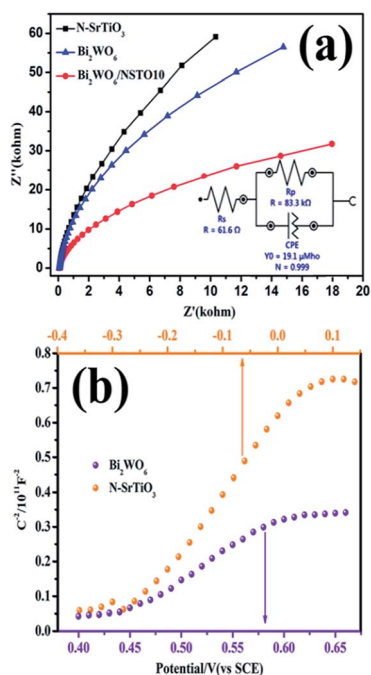 (a)
N-SrTiO₃
Bi₂WO₆
Bi₂WO₆/NSTO10
Z''(kohm)
60
50
40
30
20
10
0
Rs
R = 61.6 Ω
Rp
R = 83.3 kΩ
CPE
Y0 = 19.1 µMho
N = 0.999
0 2 4 6 8 10 12 14 16 18 20
Z'(kohm)
-0.4 -0.3 -0.2 -0.1 0.0 0.1
(b)
C⁻²/10¹¹F⁻²
0.8
0.7
0.6
0.5
0.4
0.3
0.2
0.1
0.0
Bi₂WO₆
N-SrTiO₃
0.40 0.45 0.50 0.55 0.60 0.65
Potential/V(vs SCE)